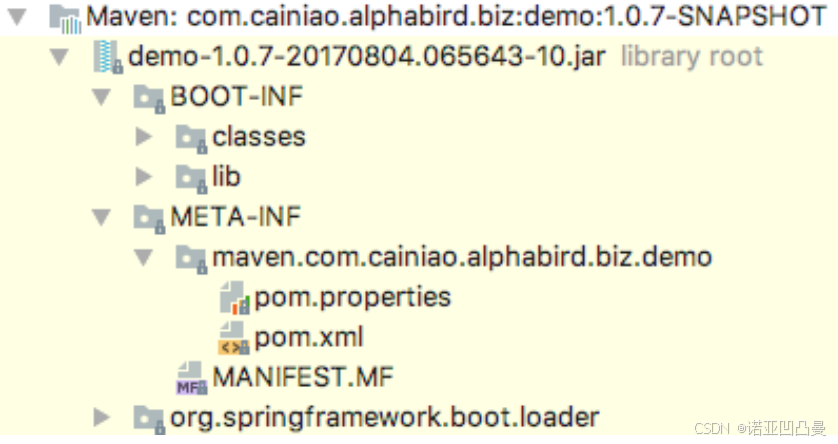 Maven: com.cainiao.alphabird.biz:demo:1.0.7-SNAPSHOT
demo-1.0.7-20170804.065643-10.jar library root
BOOT-INF
classes
lib
META-INF
maven.com.cainiao.alphabird.biz.demo
pom.properties
pom.xml
MF MANIFEST.MF
org.springframework.boot.loader
CSDN @诺亚凹凸曼